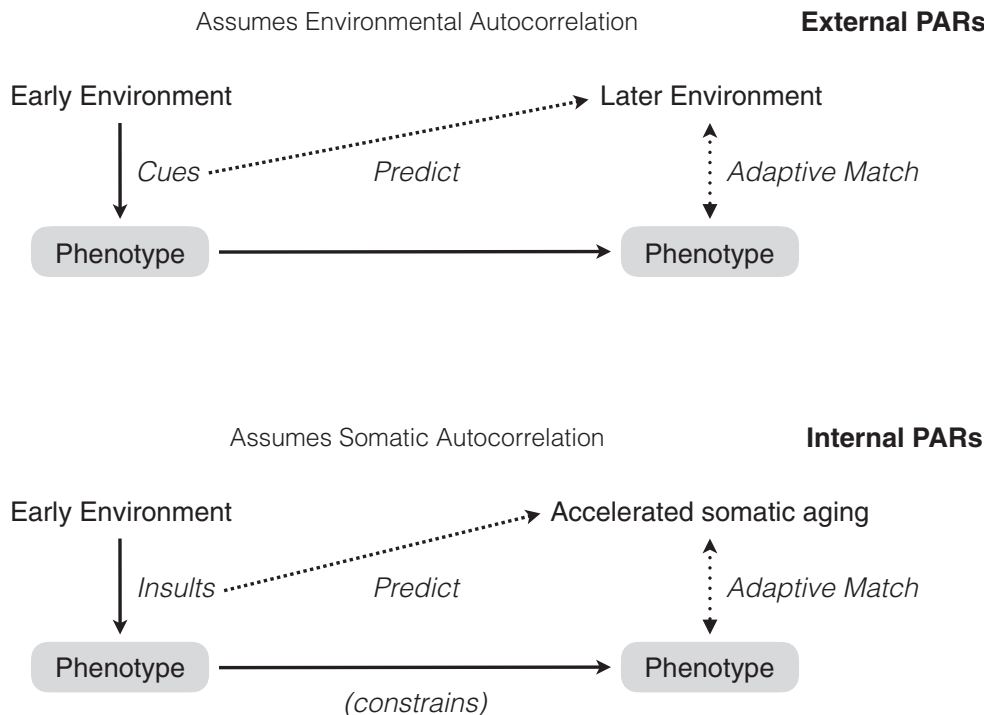 Assumes Environmental Autocorrelation External PARs
Early Environment Later Environment
Cues Predict Adaptive Match
Phenotype Phenotype
Assumes Somatic Autocorrelation Internal PARs
Early Environment Accelerated somatic aging
Insults Predict Adaptive Match
Phenotype Phenotype
(constrains)